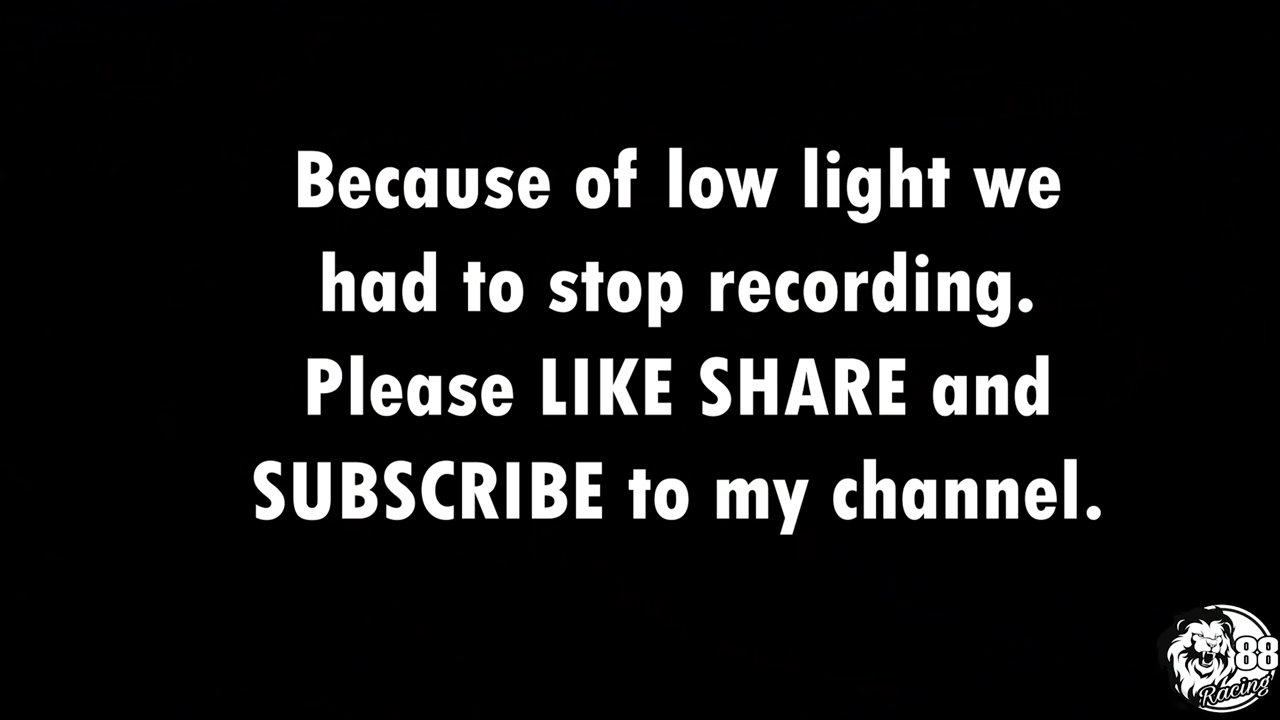 Because of low light we
had to stop recording.
Please LIKE SHARE and
SUBSCRIBE to my channel.
88
Racing